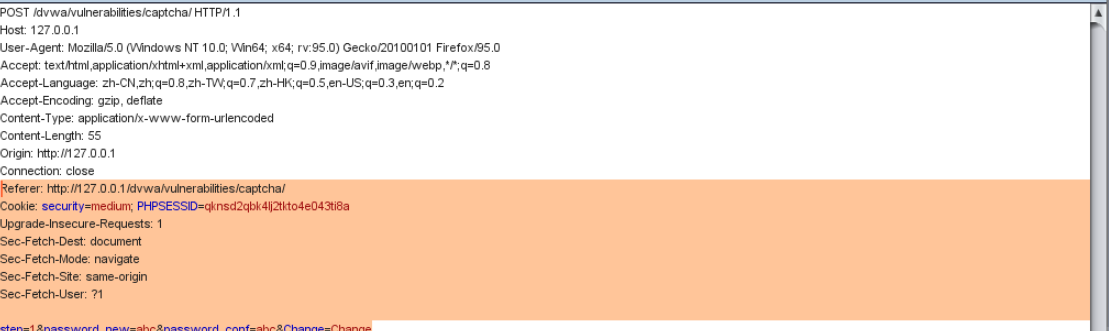 POST /dvwa/vulnerabilities/captcha/ HTTP/1.1
Host: 127.0.0.1
User-Agent: Mozilla/5.0 (Windows NT 10.0; Win64; x64; rv:95.0) Gecko/20100101 Firefox/95.0
Accept: text/html,application/xhtml+xml,application/xml;q=0.9,image/avif,image/webp,*/*;q=0.8
Accept-Language: zh-CN,zh;q=0.8,zh-TW;q=0.7,zh-HK;q=0.5,en-US;q=0.3,en;q=0.2
Accept-Encoding: gzip, deflate
Content-Type: application/x-www-form-urlencoded
Content-Length: 55
Origin: http://127.0.0.1
Connection: close
Referer: http://127.0.0.1/dvwa/vulnerabilities/captcha/
Cookie: security=medium; PHPSESSID=qknsd2qbk4lj2tkto4e043ti8a
Upgrade-Insecure-Requests: 1
Sec-Fetch-Dest: document
Sec-Fetch-Mode: navigate
Sec-Fetch-Site: same-origin
Sec-Fetch-User: ?1
step=1&password_new=abc&password_conf=abc&Change=Change